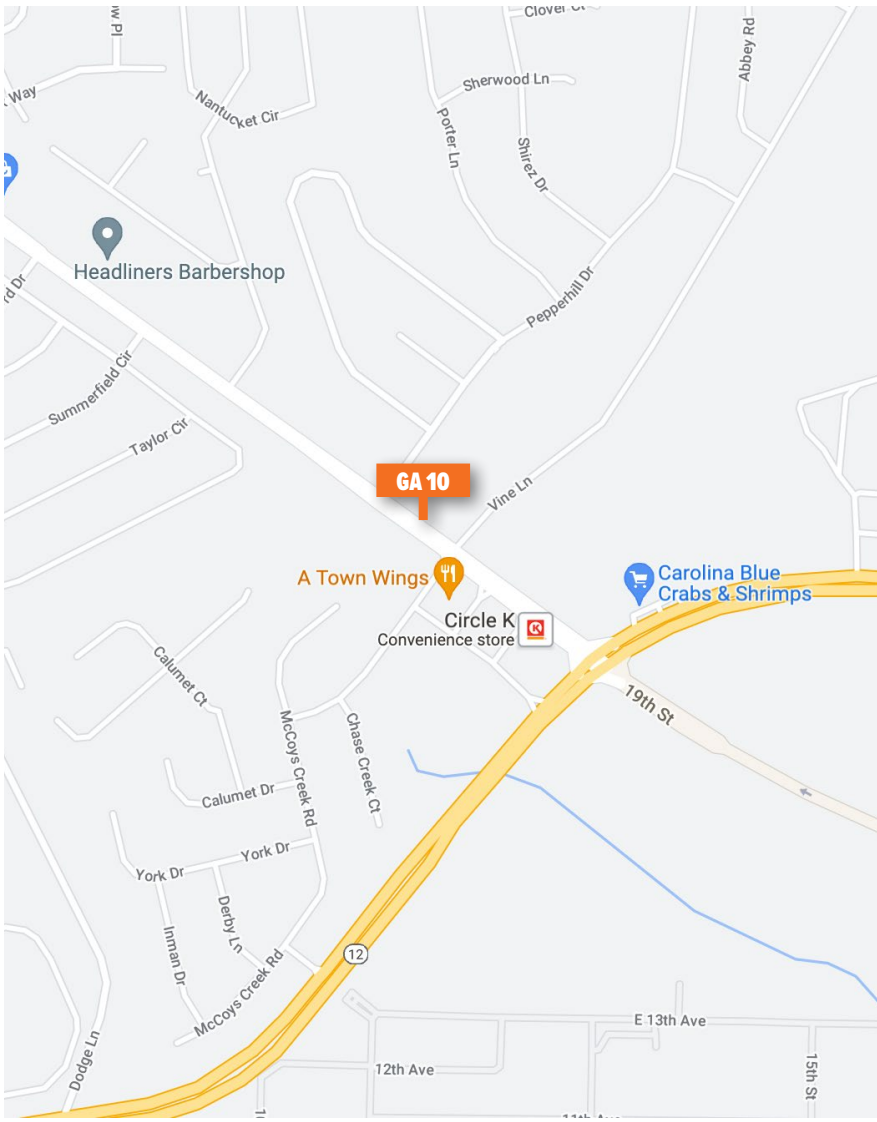 Clover Ct
Abbey Rd
Sherwood Ln
Way
Nantucket Cir
Porter Ln
Shirez Dr
Headliners Barbershop
Pepperhill Dr
Summerfield Cir
Taylor Cir
GA 10
Vine Ln
A Town Wings
Carolina Blue
Crabs & Shrimps
Circle K
Convenience store
K
Calumet Ct
19th St
McCoys Creek Rd
Chase Creek Ct
Calumet Dr
York Dr
York Dr
Derby Ln
Inman Dr
12
McCoys Creek Rd
E 13th Ave
Dodge Ln
12th Ave
15th St